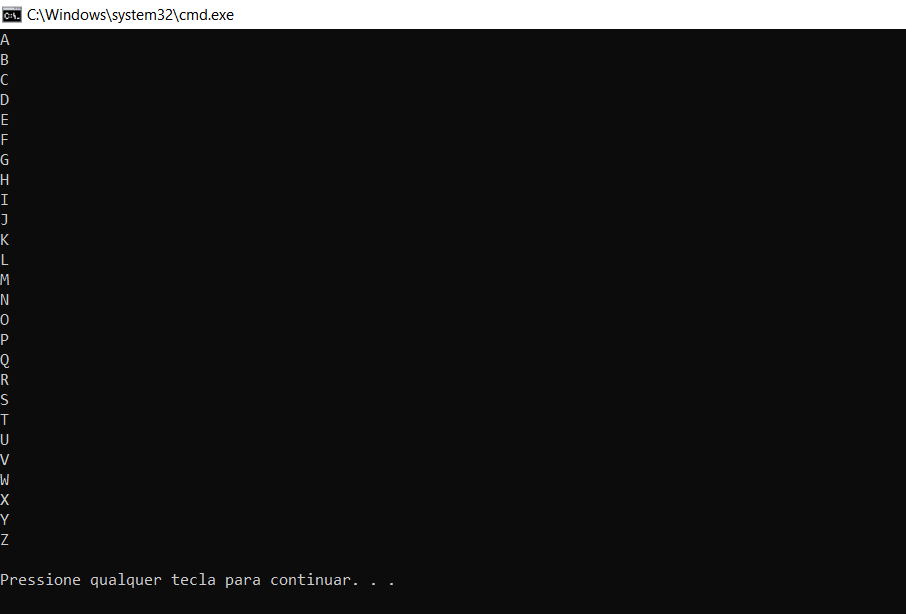 C:\Windows\system32\cmd.exe
A
B
C
D
E
F
G
H
I
J
K
L
M
N
O
P
Q
R
S
T
U
V
W
X
Y
Z
Pressione qualquer tecla para continuar. . .